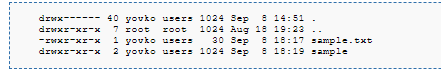 drwx------ 40 yovko users 1024 Sep  8 14:51 .
drwxr-xr-x  7 root  root  1024 Aug 18 19:23 ..
-rwxr-xr-x  1 yovko users   30 Sep  8 18:17 sample.txt
drwxr-xr-x  2 yovko users 1024 Sep  8 18:19 sample